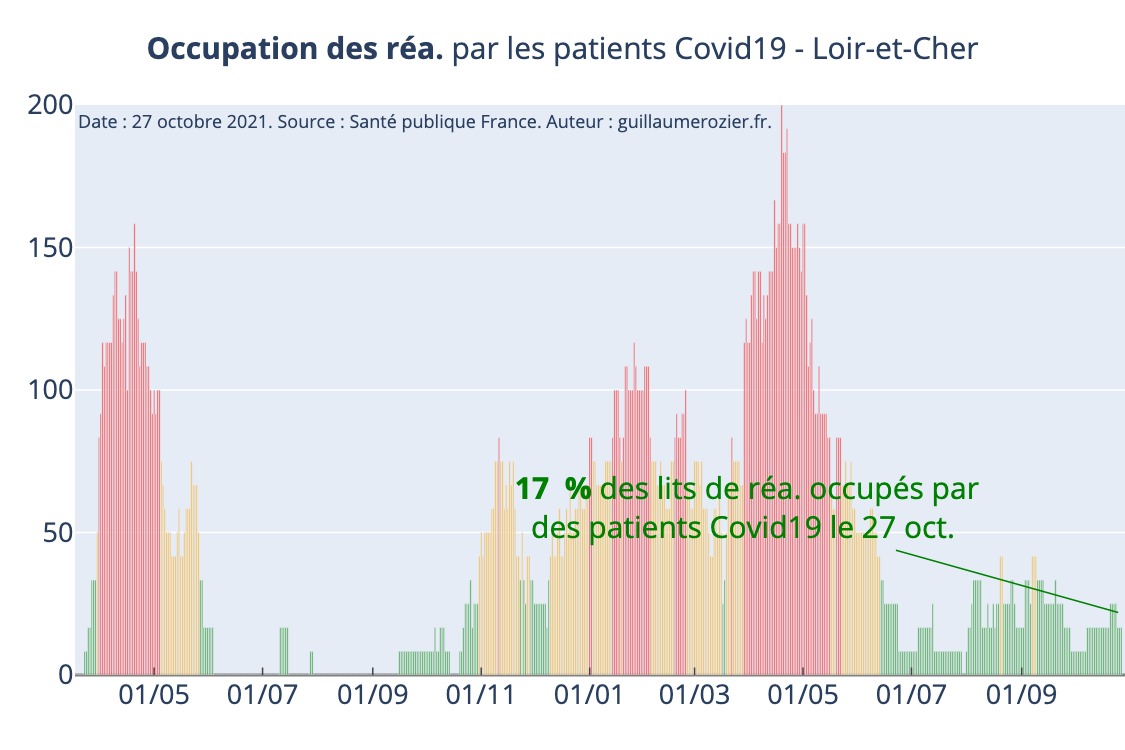 Occupation des réa. par les patients Covid19 - Loir-et-Cher
200
Date : 27 octobre 2021. Source : Santé publique France. Auteur : guillaumerozier.fr.
150
100
17 % des lits de réa. occupés par
des patients Covid19 le 27 oct.
50
0
01/05 01/07 01/09 01/11 01/01 01/03 01/05 01/07 01/09